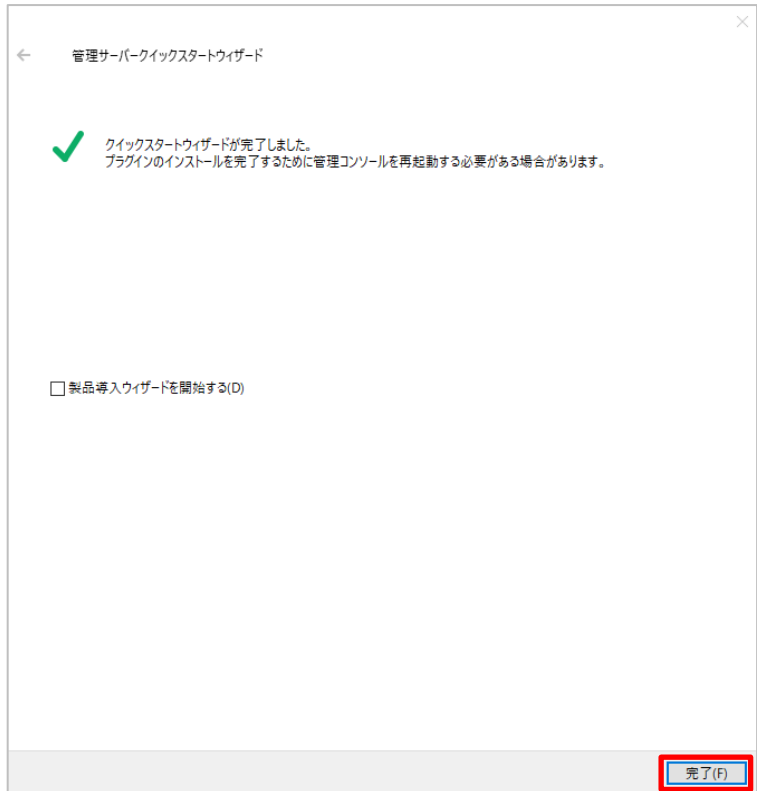 管理サーバークイックスタートウィザード
クイックスタートウィザードが完了しました。
プラグインのインストールを完了するために管理コンソールを再起動する必要がある場合があります。
製品導入ウィザードを開始する(D)
完了(F)